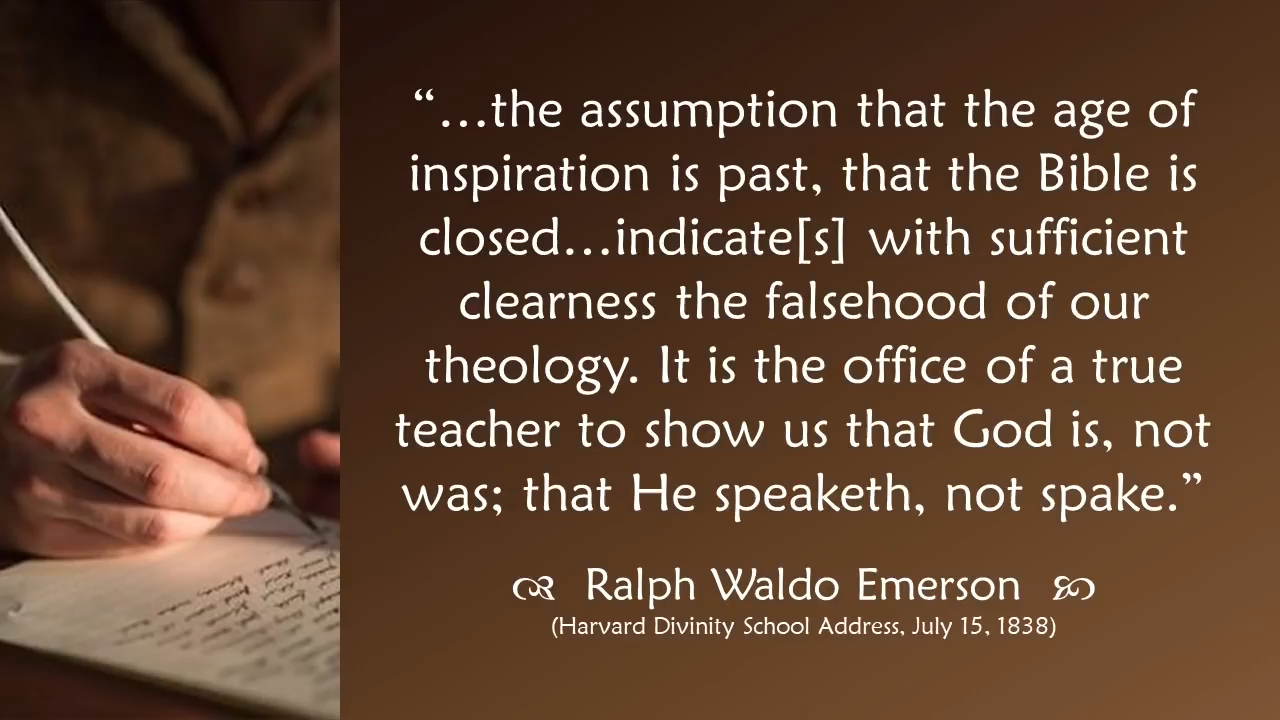 “…the assumption that the age of
inspiration is past, that the Bible is
closed…indicate[s] with sufficient
clearness the falsehood of our
theology. It is the office of a true
teacher to show us that God is, not
was; that He speaketh, not spake.”
Ralph Waldo Emerson
(Harvard Divinity School Address, July 15, 1838)